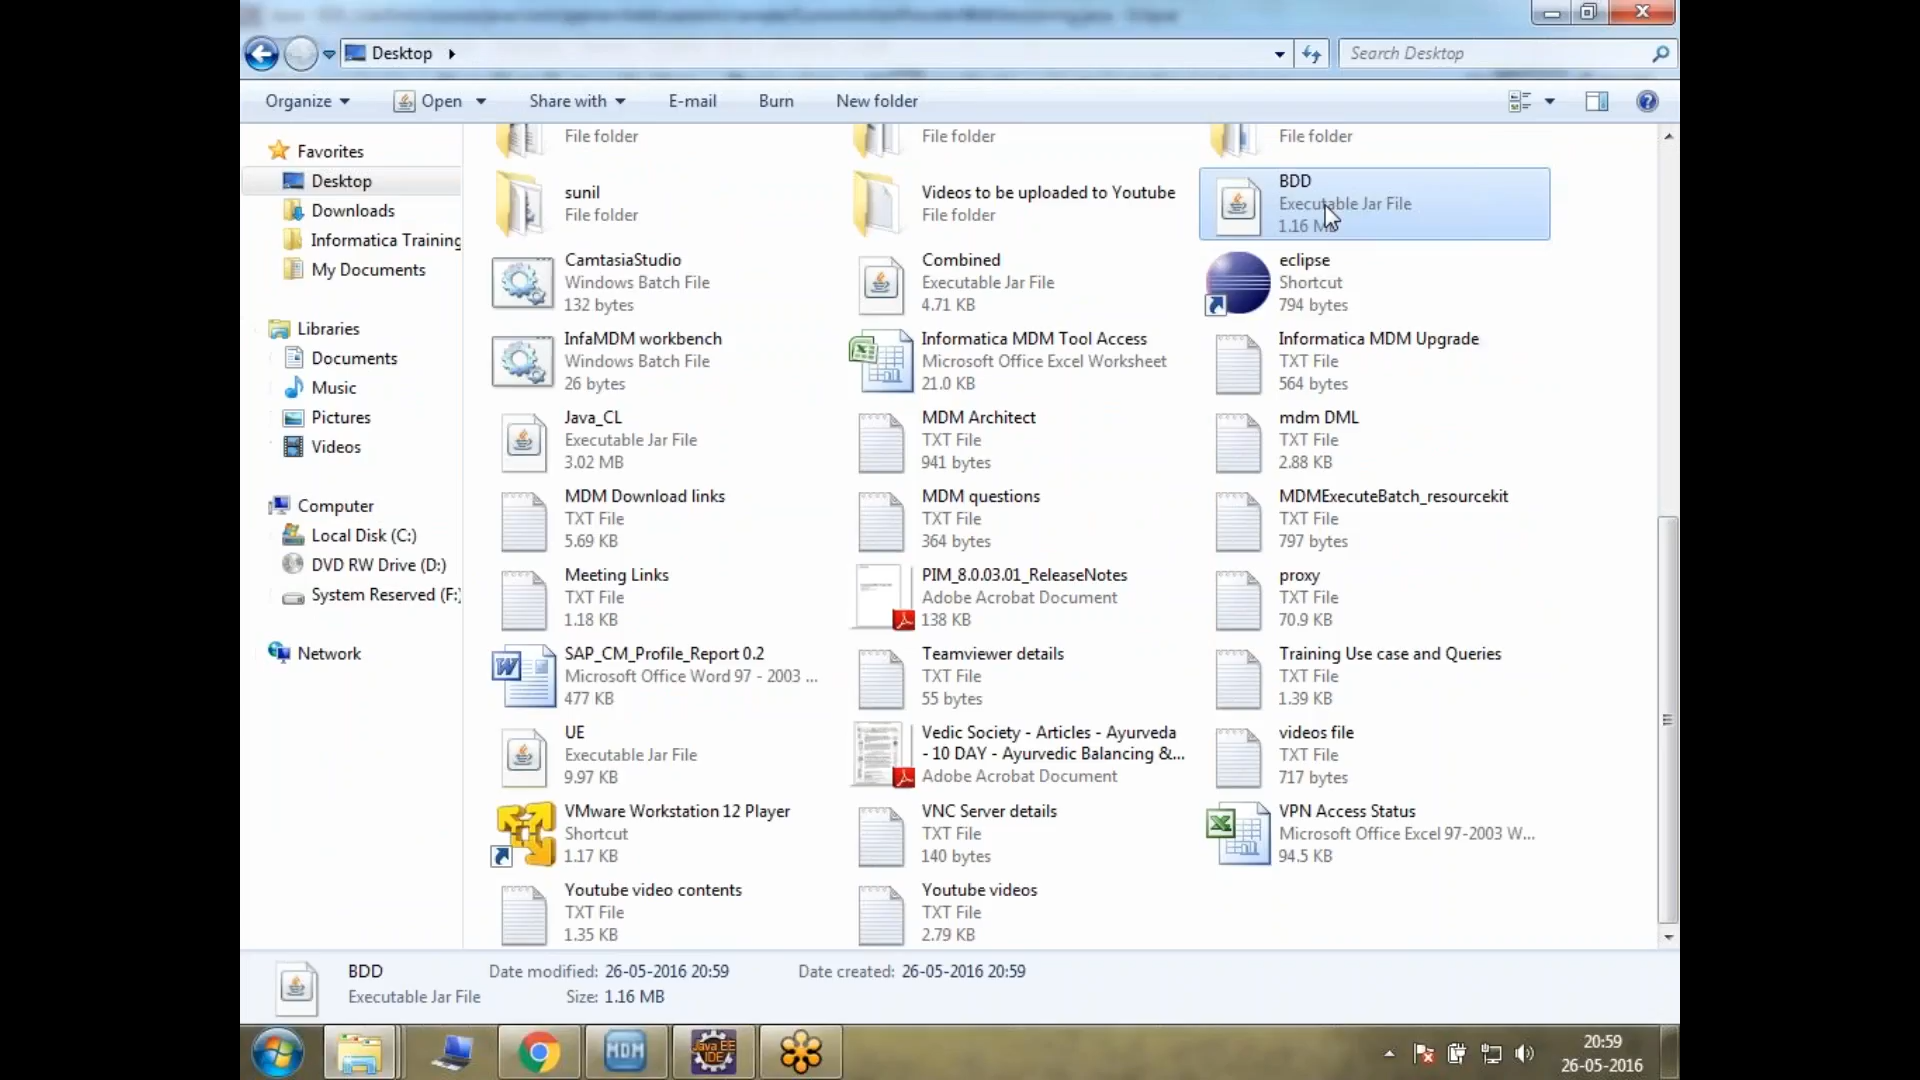 Desktop
Search Desktop
Organize
Open
Share with
E-mail
Burn
New folder
Favorites
Desktop
Downloads
Informatica Training
My Documents
Libraries
Documents
Music
Pictures
Videos
Computer
Local Disk (C:)
DVD RW Drive (D:)
System Reserved (F:)
Network
File folder
File folder
File folder
sunil
File folder
Videos to be uploaded to Youtube
File folder
BDD
Executable Jar File
1.16 MB
CamtasiaStudio
Windows Batch File
132 bytes
Combined
Executable Jar File
4.71 KB
eclipse
Shortcut
794 bytes
InfaMDM workbench
Windows Batch File
26 bytes
Informatica MDM Tool Access
Microsoft Office Excel Worksheet
21.0 KB
Informatica MDM Upgrade
TXT File
564 bytes
Java_CL
Executable Jar File
3.02 MB
MDM Architect
TXT File
941 bytes
mdm DML
TXT File
2.88 KB
MDM Download links
TXT File
5.69 KB
MDM questions
TXT File
364 bytes
MDMExecuteBatch_resourcekit
TXT File
797 bytes
Meeting Links
TXT File
1.18 KB
PIM_8.0.03.01_ReleaseNotes
Adobe Acrobat Document
138 KB
proxy
TXT File
70.9 KB
SAP_CM_Profile_Report 0.2
Microsoft Office Word 97 - 2003 ...
477 KB
Teamviewer details
TXT File
55 bytes
Training Use case and Queries
TXT File
1.39 KB
UE
Executable Jar File
9.97 KB
Vedic Society - Articles - Ayurveda
- 10 DAY - Ayurvedic Balancing &...
Adobe Acrobat Document
videos file
TXT File
717 bytes
VMware Workstation 12 Player
Shortcut
1.17 KB
VNC Server details
TXT File
140 bytes
VPN Access Status
Microsoft Office Excel 97-2003 W...
94.5 KB
Youtube video contents
TXT File
1.35 KB
Youtube videos
TXT File
2.79 KB
BDD
Date modified: 26-05-2016 20:59
Date created: 26-05-2016 20:59
Executable Jar File
Size: 1.16 MB
MDM
Java EE
IDE
20:59
26-05-2016